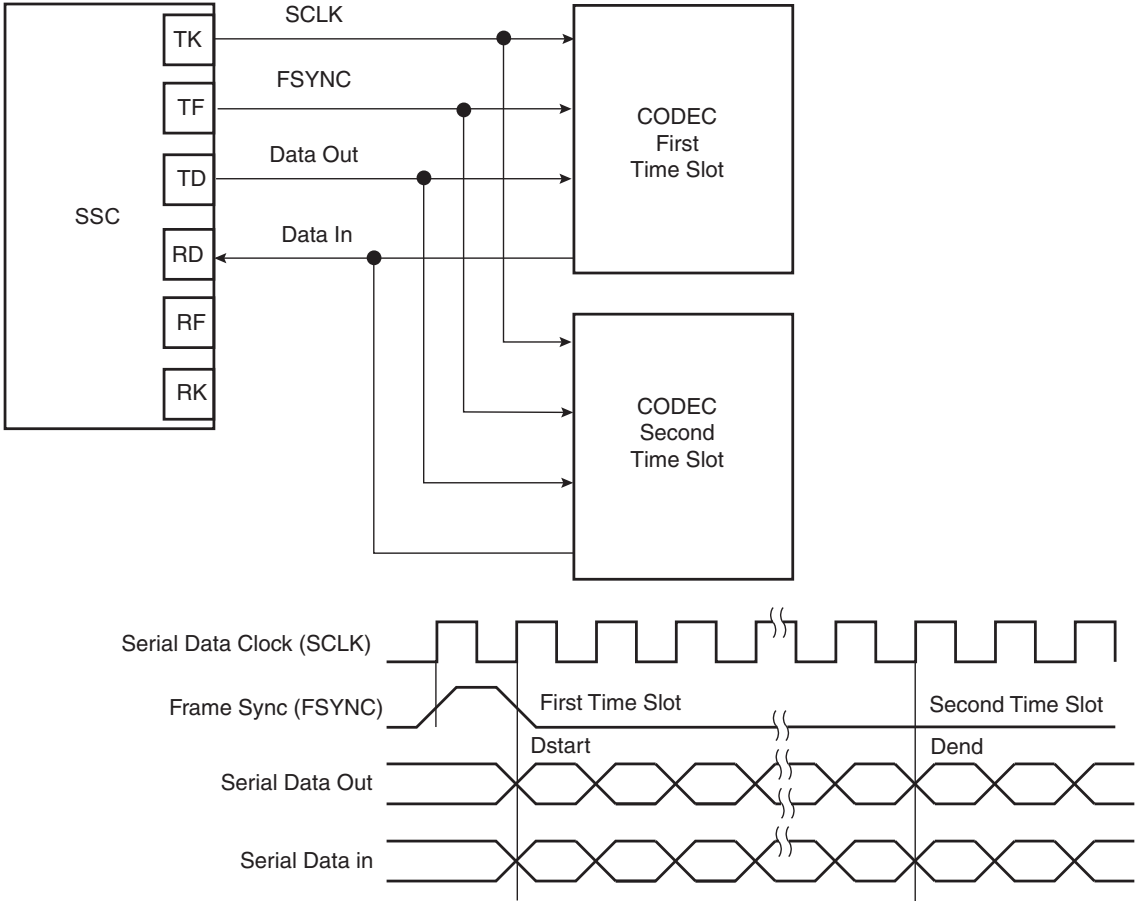 SSC
TK
TF
TD
RD
RF
RK
SCLK
FSYNC
Data Out
Data In
CODEC
First
Time Slot
CODEC
Second
Time Slot
Serial Data Clock (SCLK)
Frame Sync (FSYNC)
First Time Slot
Second Time Slot
Dstart
Dend
Serial Data Out
Serial Data in